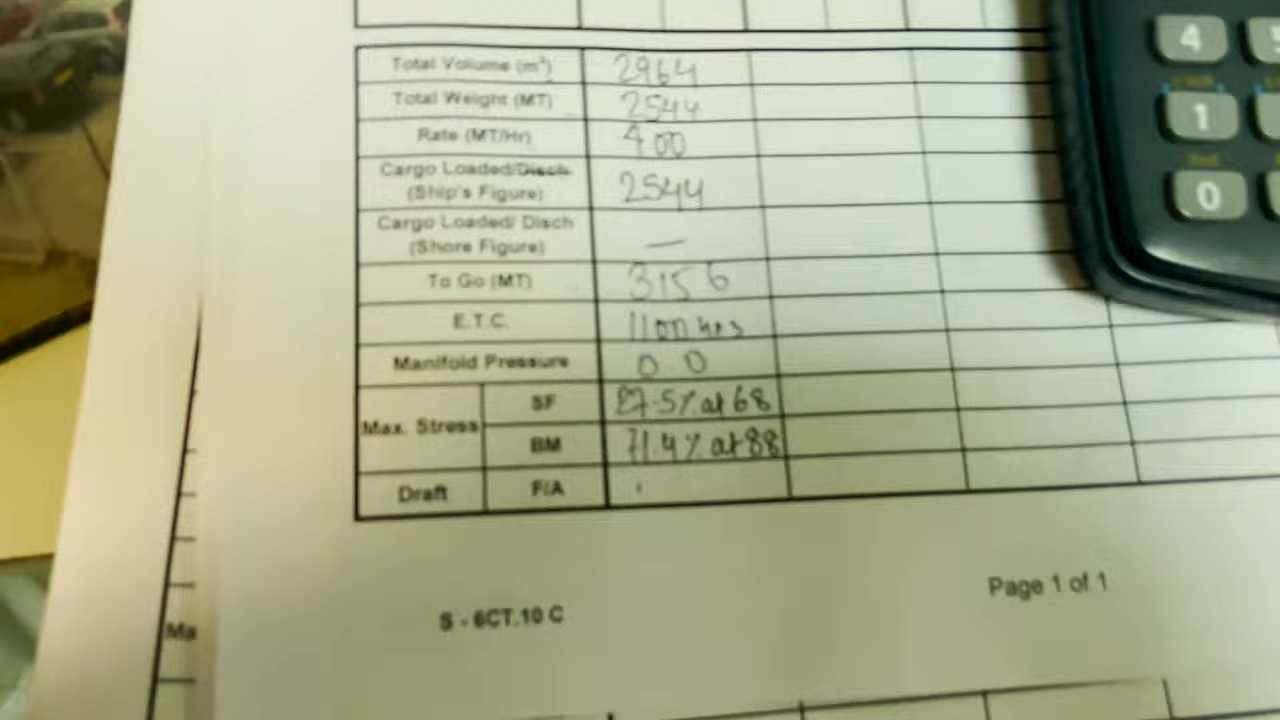 Total Volume (m³) 2964
Total Weight (MT) 2544
Rate (MT/Hr) 400
Cargo Loaded/Disch
(Ship's Figure) 2544
Cargo Loaded/ Disch
(Shore Figure) —
To Go (MT) 3156
E.T.C. 1100 hrs
Manifold Pressure 0 0
Max. Stress
SF 27.5% at 68
BM 71.4% at 88
Draft F/A
S - 6CT.10 C
Page 1 of 1
Ma
4
1
0